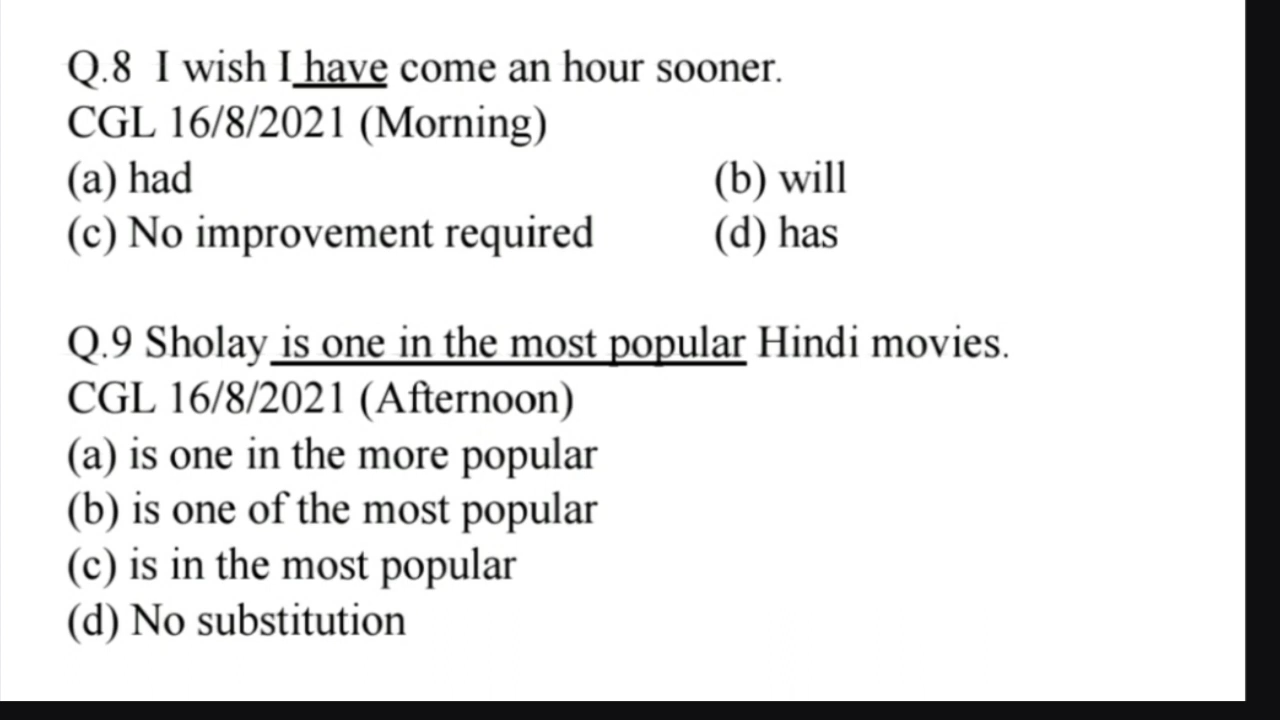 Q.8 I wish I have come an hour sooner.
CGL 16/8/2021 (Morning)
(a) had (b) will
(c) No improvement required (d) has
Q.9 Sholay is one in the most popular Hindi movies.
CGL 16/8/2021 (Afternoon)
(a) is one in the more popular
(b) is one of the most popular
(c) is in the most popular
(d) No substitution